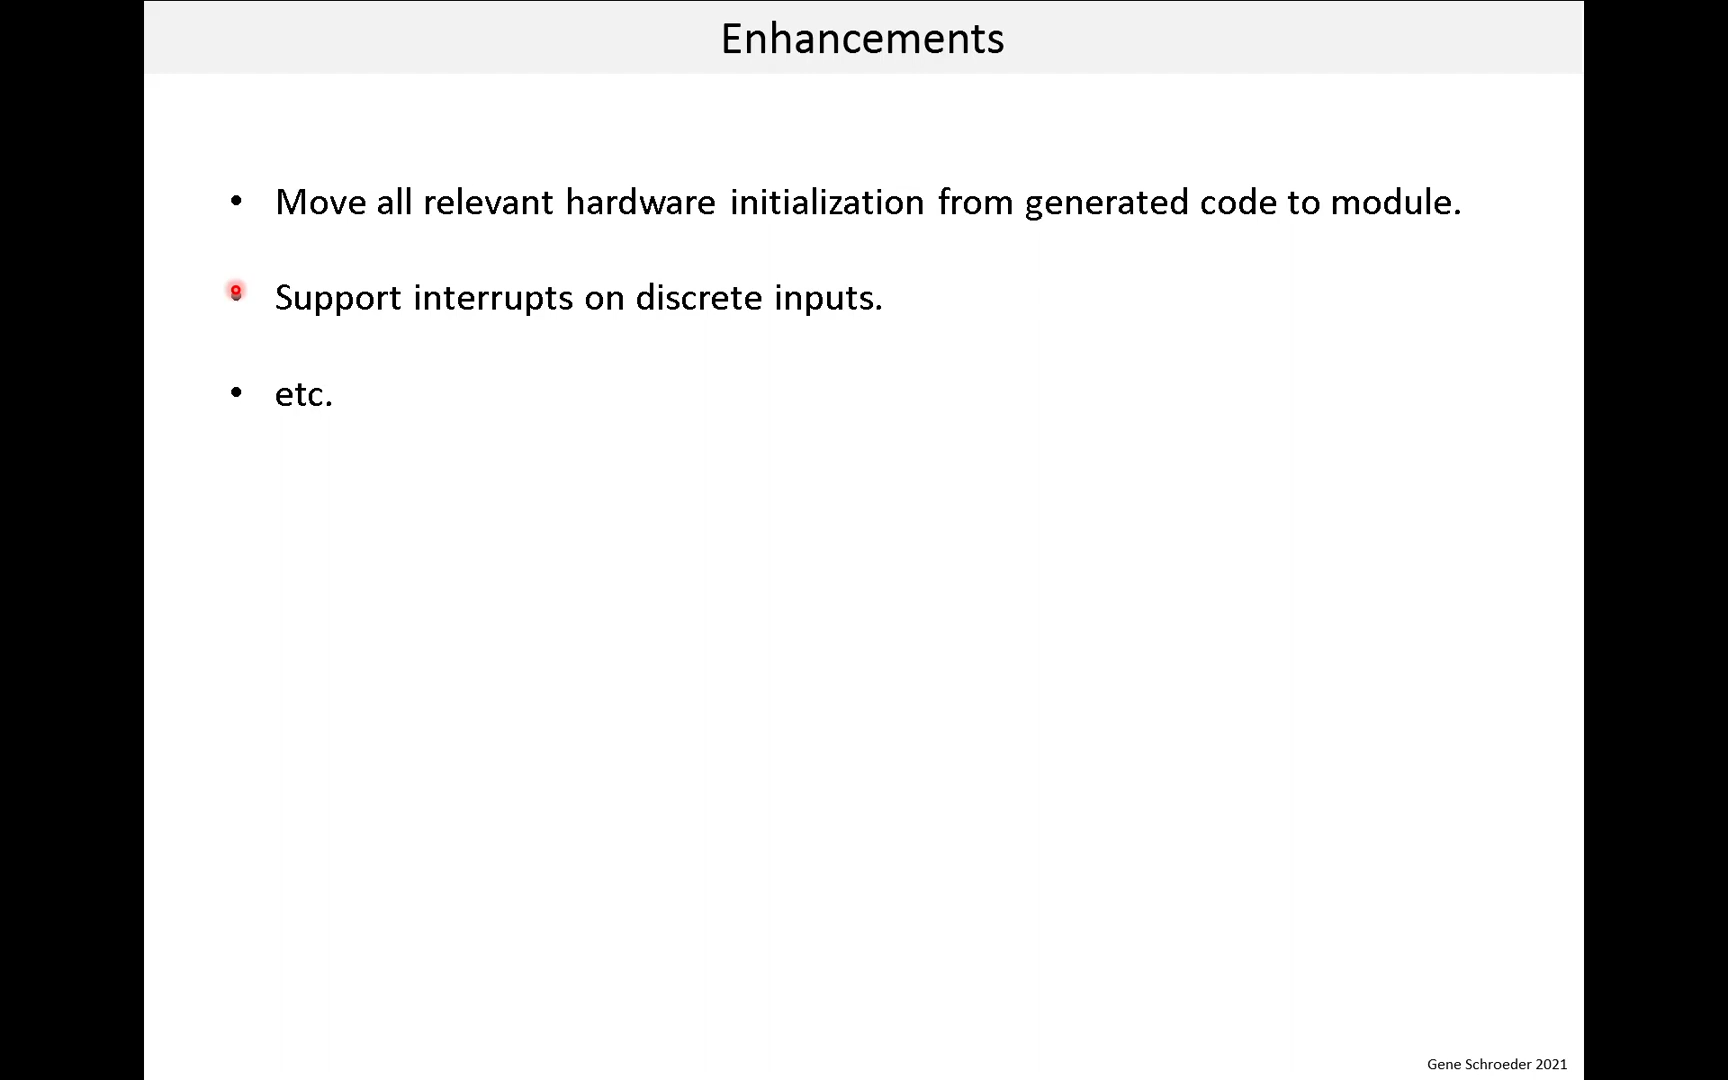 Enhancements
• Move all relevant hardware initialization from generated code to module.
• Support interrupts on discrete inputs.
• etc.
Gene Schroeder 2021